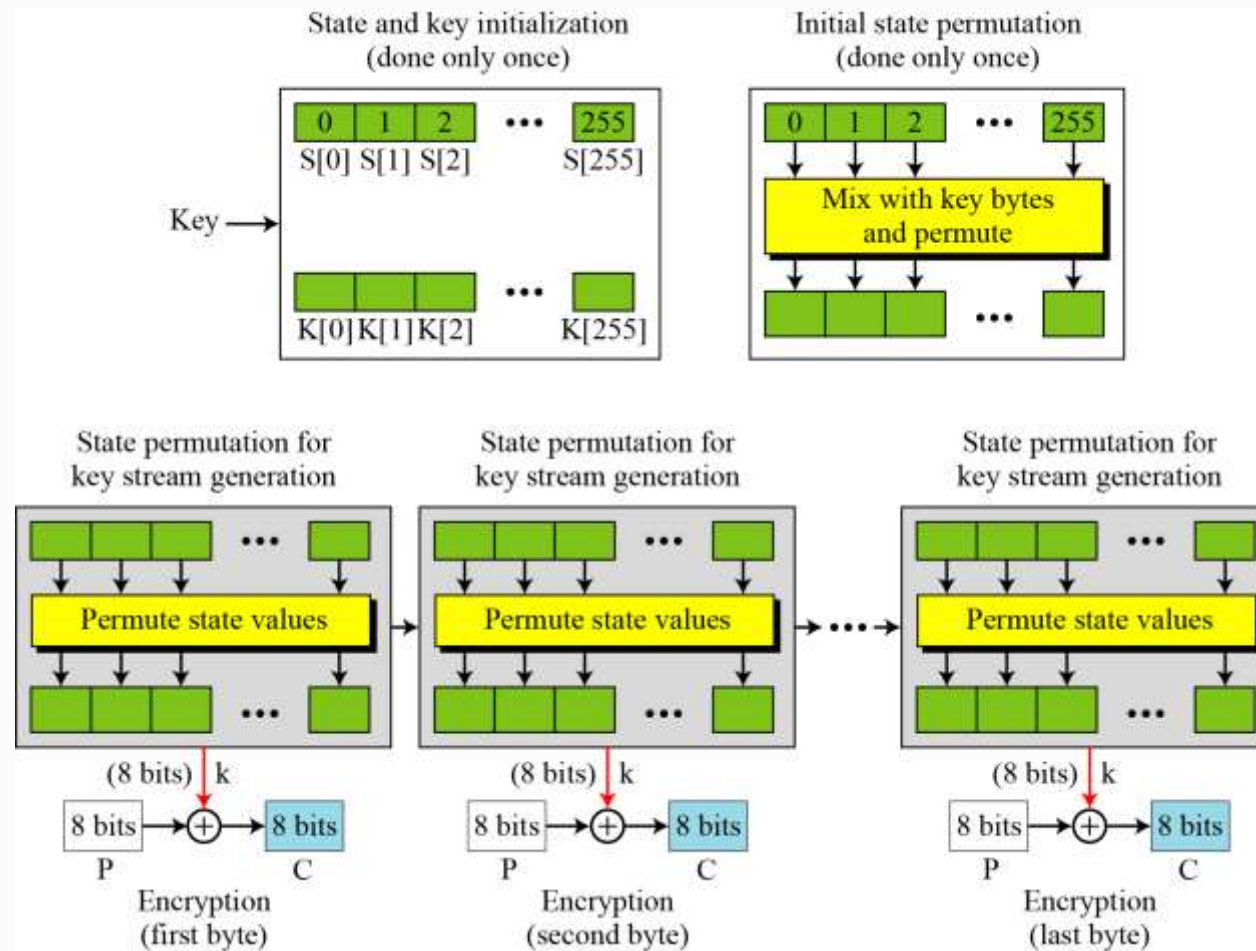 State and key initialization
(done only once)
Initial state permutation
(done only once)
0 1 2 ••• 255
S[0] S[1] S[2] S[255]
Key
K[0] K[1] K[2] ••• K[255]
0 1 2 ••• 255
Mix with key bytes
and permute
•••
State permutation for
key stream generation
•••
Permute state values
•••
(8 bits) k
8 bits + 8 bits
P C
Encryption
(first byte)
State permutation for
key stream generation
•••
Permute state values
•••
(8 bits) k
8 bits + 8 bits
P C
Encryption
(second byte)
•••
State permutation for
key stream generation
•••
Permute state values
•••
(8 bits) k
8 bits + 8 bits
P C
Encryption
(last byte)